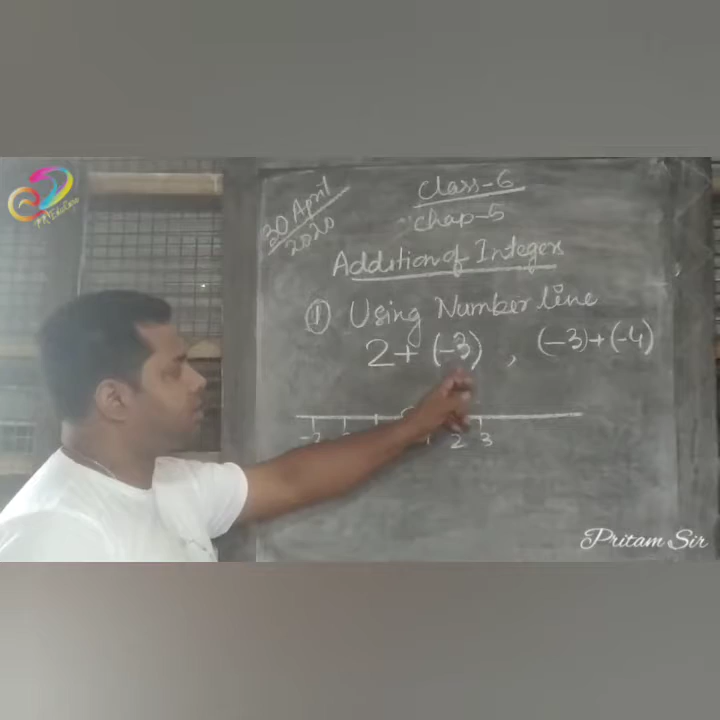 30 April
2020
Class-6
Chap-5
Addition of Integers
① Using Number line
2+(-3) , (-3)+(-4)
2 3
Pritam Sir